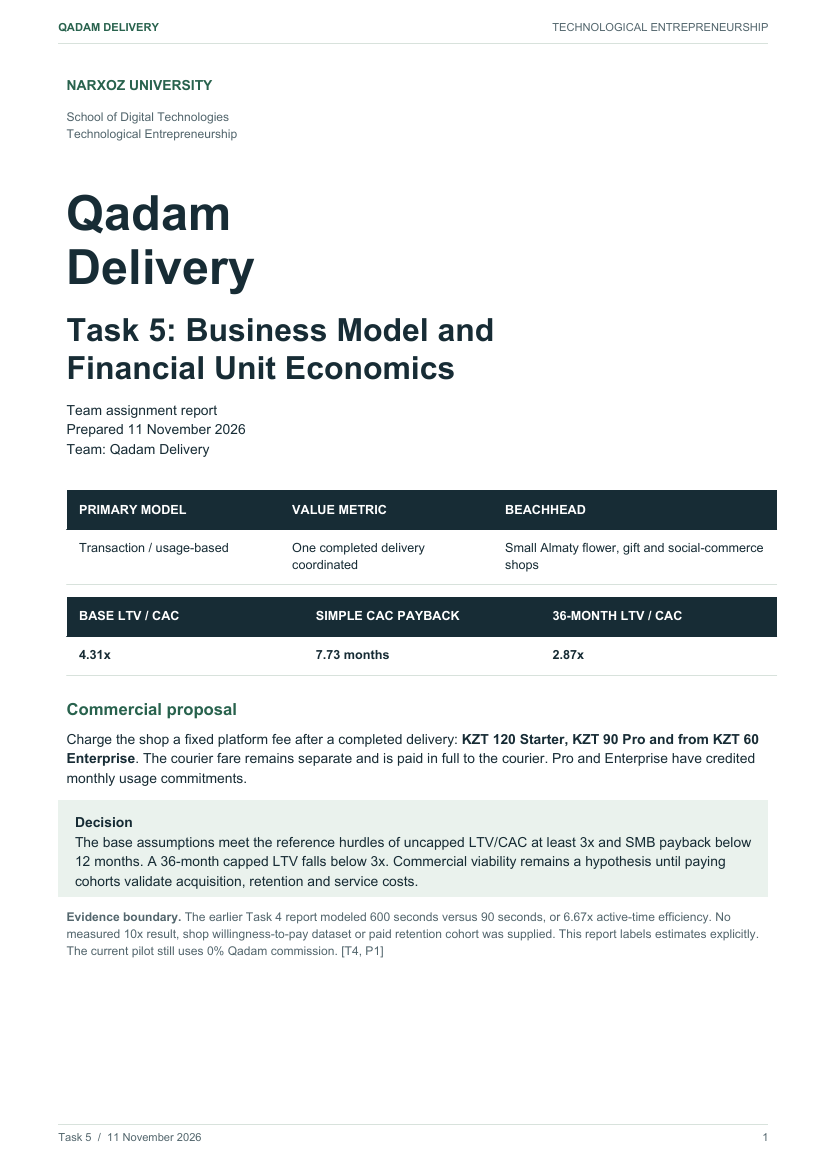 QADAM DELIVERY
TECHNOLOGICAL ENTREPRENEURSHIP
NARXOZ UNIVERSITY
School of Digital Technologies
Technological Entrepreneurship
Qadam
Delivery
Task 5: Business Model and
Financial Unit Economics
Team assignment report
Prepared 11 November 2026
Team: Qadam Delivery
PRIMARY MODEL VALUE METRIC BEACHHEAD
Transaction / usage-based One completed delivery Small Almaty flower, gift and social-commerce
coordinated shops
BASE LTV / CAC SIMPLE CAC PAYBACK 36-MONTH LTV / CAC
4.31x 7.73 months 2.87x
Commercial proposal
Charge the shop a fixed platform fee after a completed delivery: KZT 120 Starter, KZT 90 Pro and from KZT 60
Enterprise. The courier fare remains separate and is paid in full to the courier. Pro and Enterprise have credited
monthly usage commitments.
Decision
The base assumptions meet the reference hurdles of uncapped LTV/CAC at least 3x and SMB payback below
12 months. A 36-month capped LTV falls below 3x. Commercial viability remains a hypothesis until paying
cohorts validate acquisition, retention and service costs.
Evidence boundary. The earlier Task 4 report modeled 600 seconds versus 90 seconds, or 6.67x active-time efficiency. No
measured 10x result, shop willingness-to-pay dataset or paid retention cohort was supplied. This report labels estimates explicitly.
The current pilot still uses 0% Qadam commission. [T4, P1]
Task 5 / 11 November 2026
1